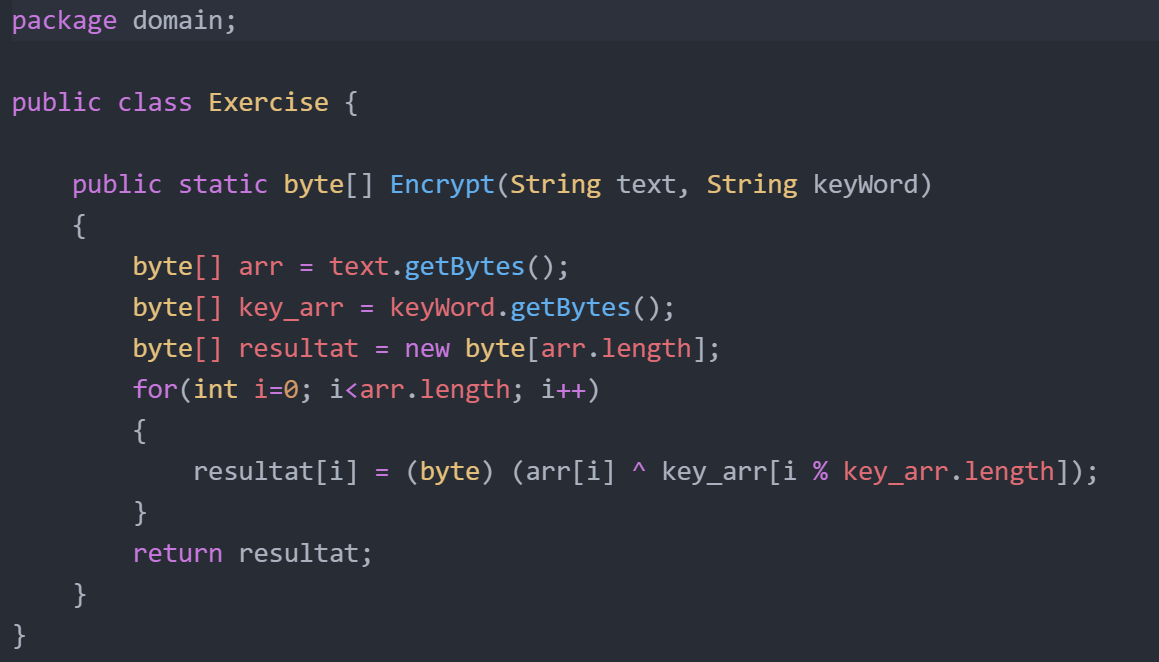 package domain;
public class Exercise {
    public static byte[] Encrypt(String text, String keyWord)
    {
        byte[] arr = text.getBytes();
        byte[] key_arr = keyWord.getBytes();
        byte[] resultat = new byte[arr.length];
        for(int i=0; i<arr.length; i++)
        {
            resultat[i] = (byte) (arr[i] ^ key_arr[i % key_arr.length]);
        }
        return resultat;
    }
}